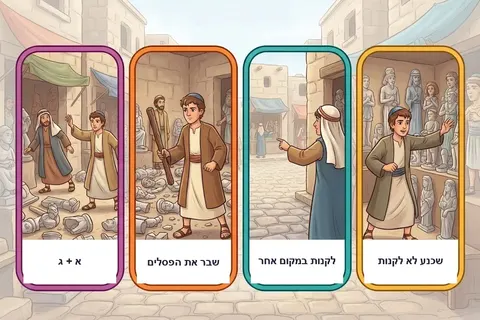 שכנע לא לקנות
לקנות במקום אחר
שבר את הפסלים
א + ג